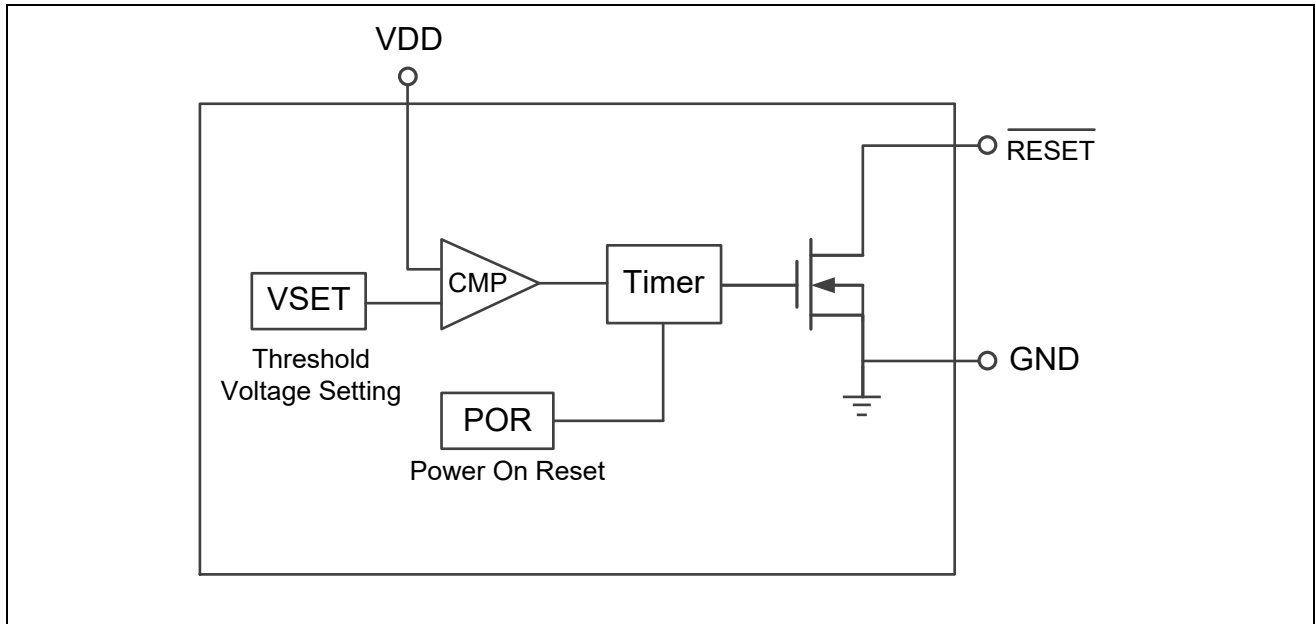 VDD
RESET
CMP
Timer
VSET
Threshold
Voltage Setting
GND
POR
Power On Reset